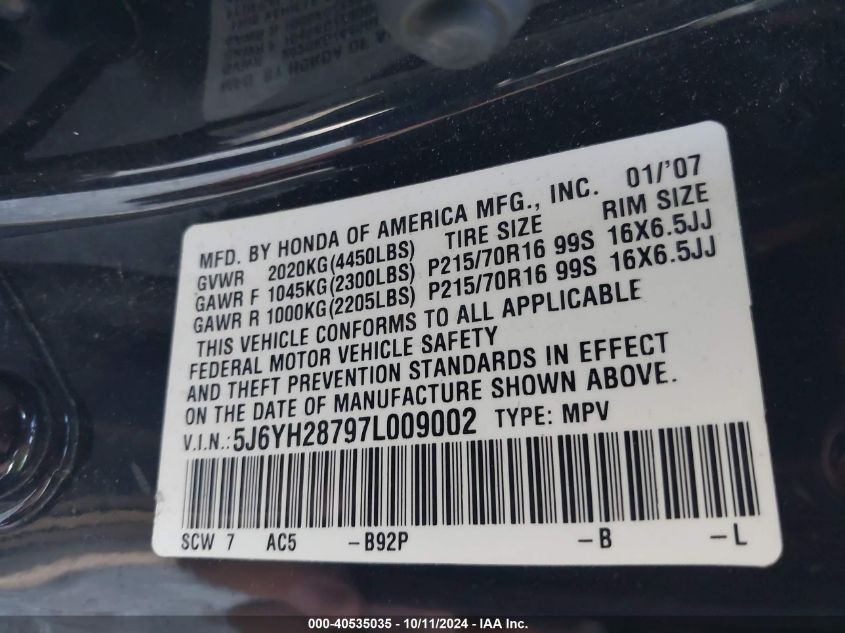 MFD. BY HONDA OF AMERICA MFG., INC. 01/'07
GVWR 2020KG(4450LBS) TIRE SIZE RIM SIZE
GAWR F 1045KG(2300LBS) P215/70R16 99S 16X6.5JJ
GAWR R 1000KG(2205LBS) P215/70R16 99S 16X6.5JJ
THIS VEHICLE CONFORMS TO ALL APPLICABLE
FEDERAL MOTOR VEHICLE SAFETY
AND THEFT PREVENTION STANDARDS IN EFFECT
ON THE DATE OF MANUFACTURE SHOWN ABOVE.
V.I.N.:5J6YH28797L009002 TYPE: MPV
SCW 7 AC5 -B92P -B -L
000-40535035 - 10/11/2024 - IAA Inc.